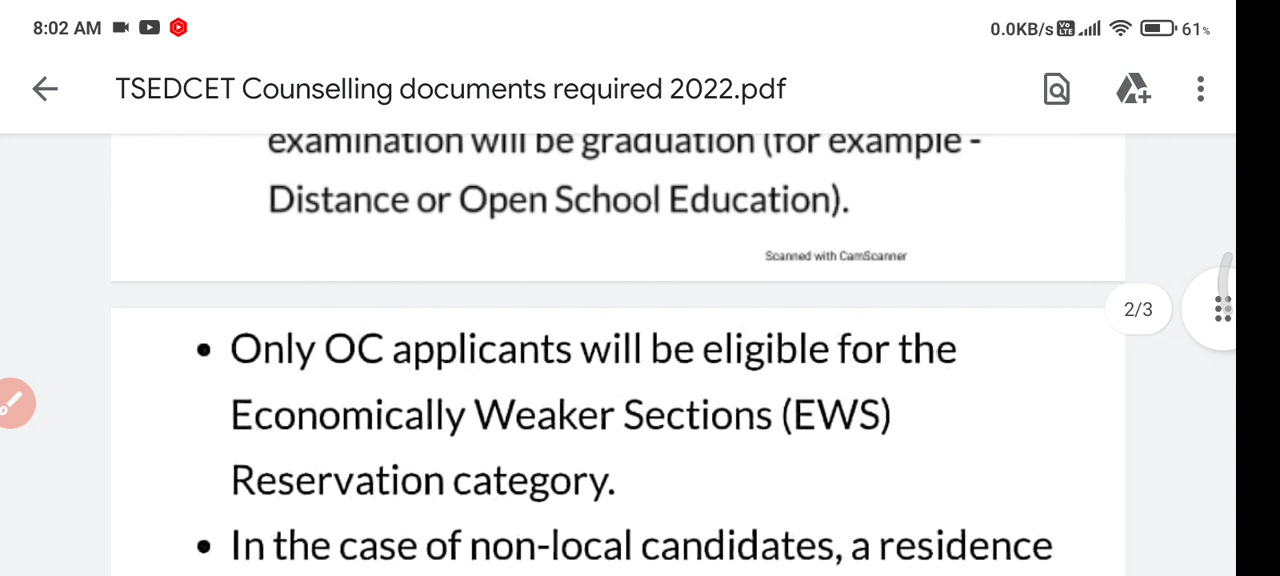 8:02 AM
0.0KB/s Vo LTE 61%
TSEDCET Counselling documents required 2022.pdf
examination will be graduation (for example -
Distance or Open School Education).
Scanned with CamScanner
2/3
• Only OC applicants will be eligible for the
Economically Weaker Sections (EWS)
Reservation category.
• In the case of non-local candidates, a residence